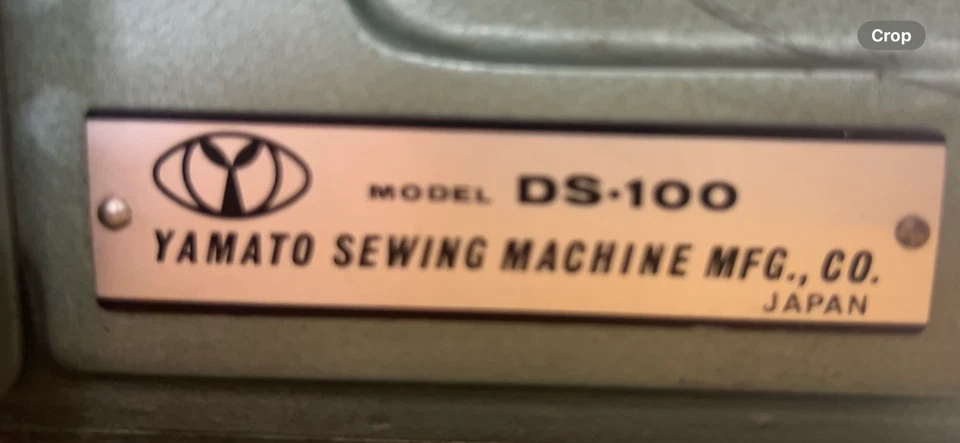 Crop
MODEL DS-100
YAMATO SEWING MACHINE MFG., CO.
JAPAN